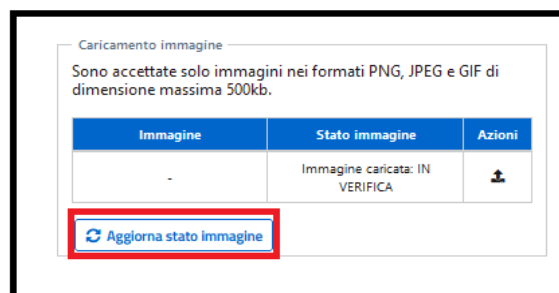 Caricamento immagine
Sono accettate solo immagini nei formati PNG, JPEG e GIF di
dimensione massima 500kb.
Immagine Stato immagine Azioni
- Immagine caricata: IN
VERIFICA
Aggiorna stato immagine